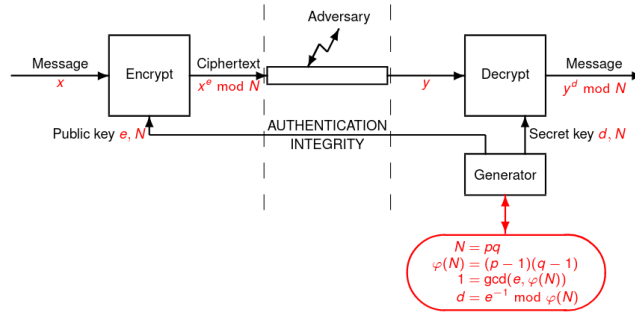 Adversary
Message
x
Encrypt
Ciphertext
x^e mod N
y
Decrypt
Message
y^d mod N
Public key e, N
AUTHENTICATION
INTEGRITY
Secret key d, N
Generator
N = pq
φ(N) = (p − 1)(q − 1)
1 = gcd(e, φ(N))
d = e⁻¹ mod φ(N)